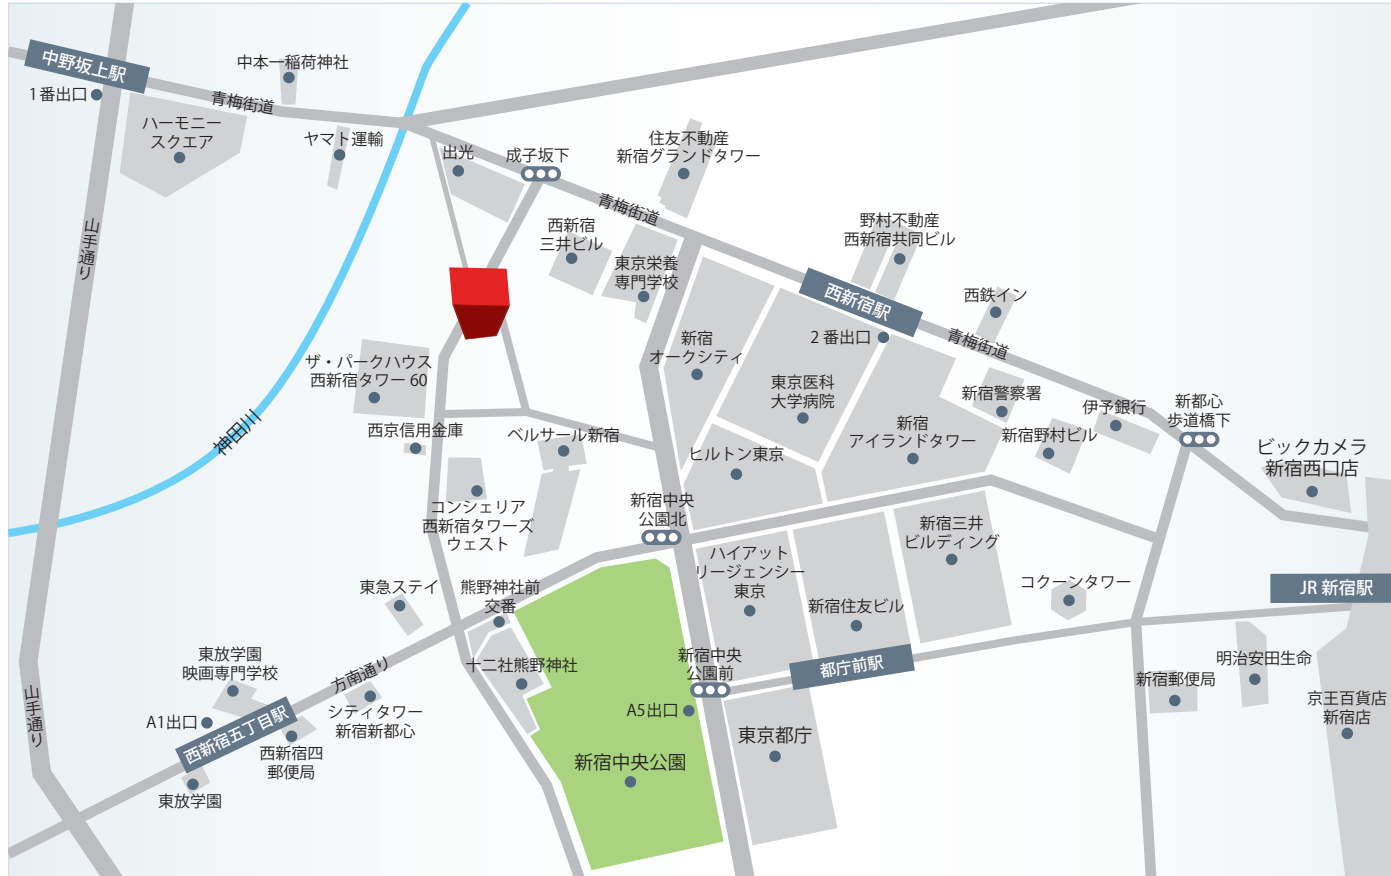 中野坂上駅
1番出口
中本一稲荷神社
青梅街道
ハーモニー
スクエア
ヤマト運輸
出光
成子坂下
住友不動産
新宿グランドタワー
青梅街道
西新宿
三井ビル
東京栄養
専門学校
野村不動産
西新宿共同ビル
山手通り
西新宿駅
西鉄イン
2番出口
青梅街道
新宿
オークシティ
ザ・パークハウス
西新宿タワー60
東京医科
大学病院
新宿警察署
伊予銀行
新都心
歩道橋下
神田川
西京信用金庫
ベルサール新宿
新宿
アイランドタワー
新宿野村ビル
ヒルトン東京
ビックカメラ
新宿西口店
コンシェリア
西新宿タワーズ
ウェスト
新宿中央
公園北
新宿三井
ビルディング
ハイアット
リージェンシー
東京
コクーンタワー
JR新宿駅
東急ステイ
熊野神社前
交番
新宿住友ビル
十二社熊野神社
新宿中央
公園前
都庁前駅
東放学園
映画専門学校
方南通り
新宿郵便局
明治安田生命
山手通り
A1出口
西新宿五丁目駅
シティタワー
新宿新都心
A5出口
京王百貨店
新宿店
西新宿四
郵便局
東京都庁
新宿中央公園
東放学園